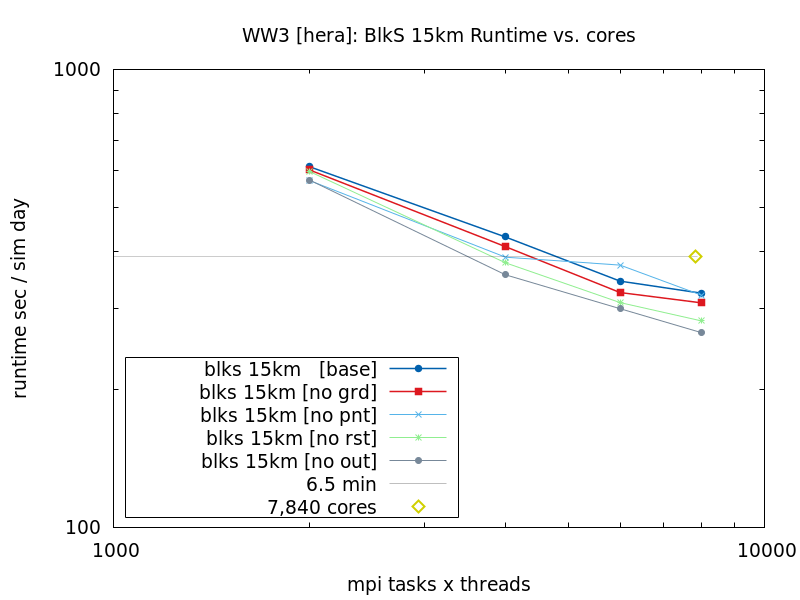 WW3 [hera]: BlkS 15km Runtime vs. cores
1000
runtime sec / sim day
blks 15km   [base]
blks 15km [no grd]
blks 15km [no pnt]
blks 15km [no rst]
blks 15km [no out]
6.5 min
7,840 cores
100
1000 10000
mpi tasks x threads